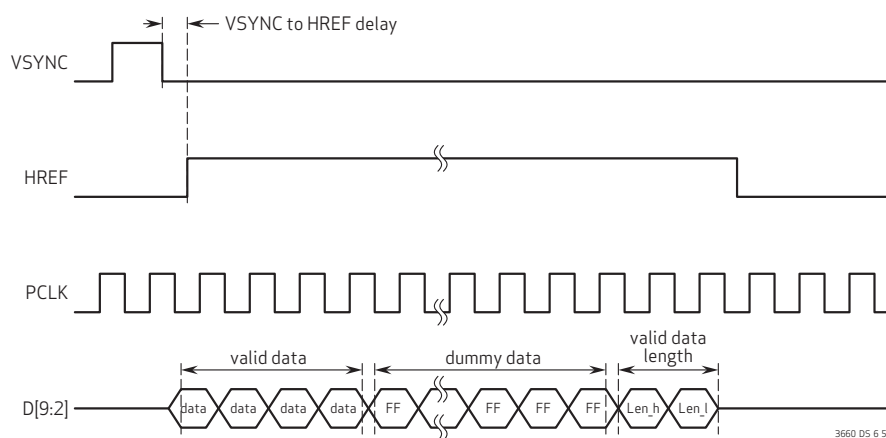 VSYNC to HREF delay
VSYNC
HREF
PCLK
valid data
dummy data
valid data
length
D[9:2]
data data data data FF FF FF FF Len_h Len_l
3660 DS 6 5